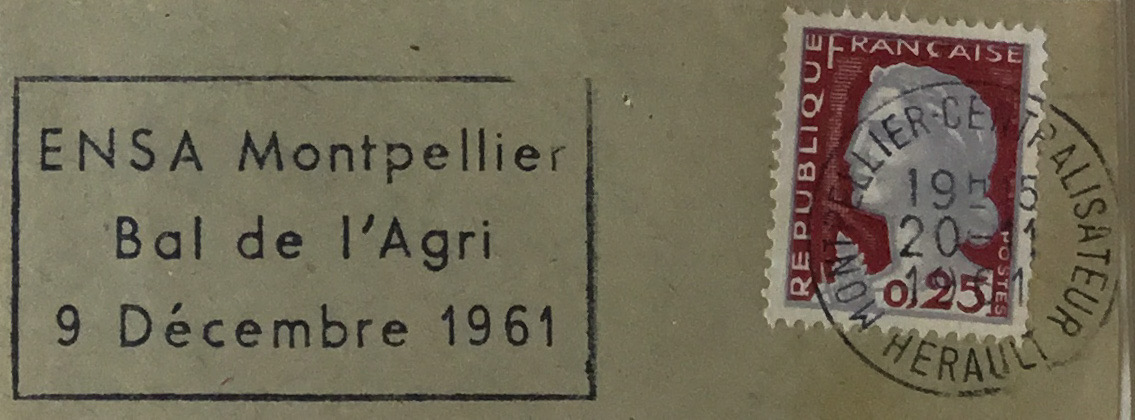 ENSA Montpellier
Bal de l'Agri
9 Décembre 1961
REPUBLIQUE FRANÇAISE
POSTES
0,25
MONTPELLIER-CENTRALISATEUR
HERAULT